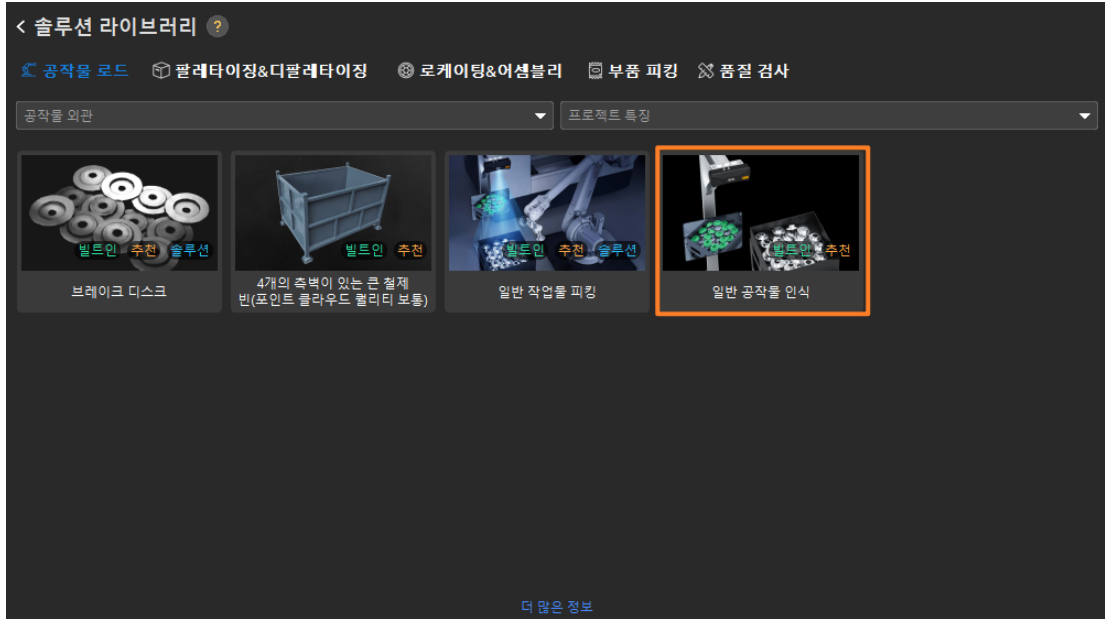 솔루션 라이브러리 ?
공작물 로드 팔레타이징&디팔레타이징 로케이팅&어셈블리 부품 피킹 품질 검사
공작물 외관 프로젝트 특징
빌트인 추천 솔루션
브레이크 디스크
빌트인 추천
4개의 측벽이 있는 큰 철제
빈(포인트 클라우드 퀄리티 보통)
빌트인 추천 솔루션
일반 작업물 피킹
빌트인 추천
일반 공작물 인식
더 많은 정보